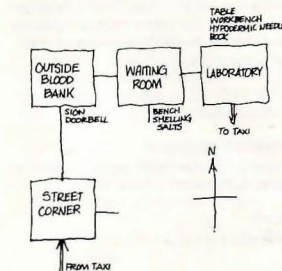 TABLE
WORKBENCH
HYPODERMIC NEEDLE
BOOK
OUTSIDE
BLOOD
BANK
WAITING
ROOM
LABORATORY
SIGN
DOORBELL
BENCH
SMELLING
SALTS
TO TAXI
STREET
CORNER
N
FROM TAXI